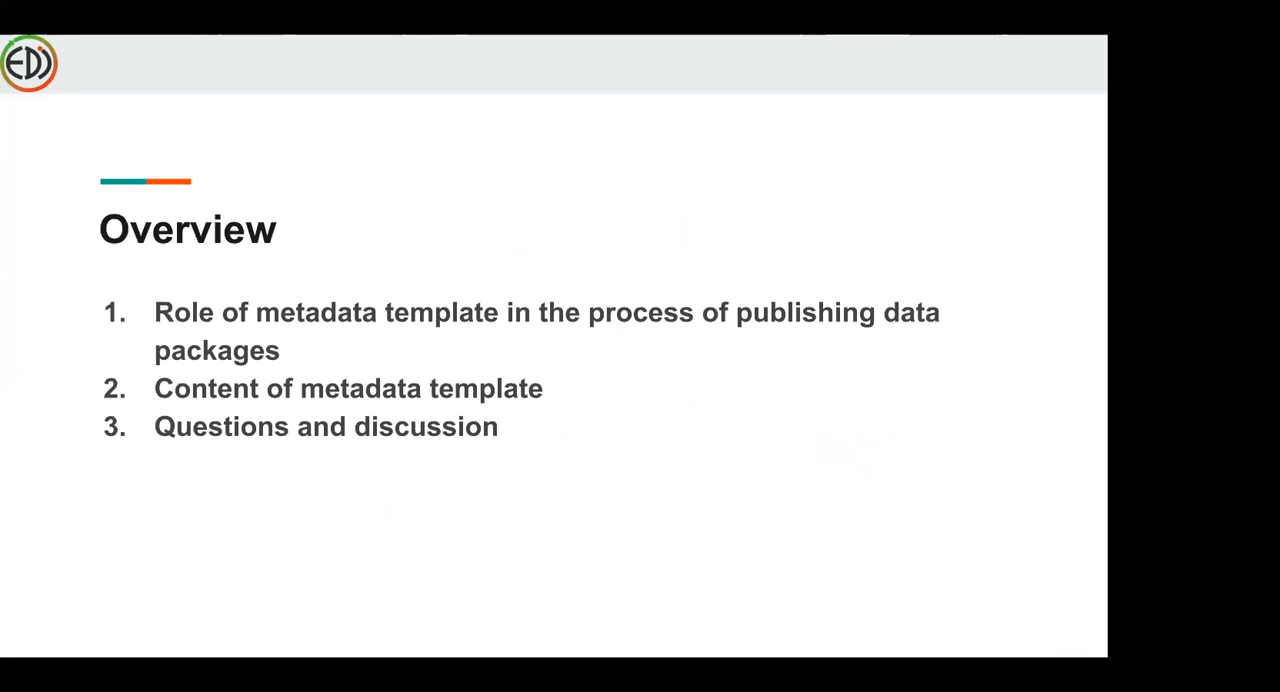 EDI
Overview
1. Role of metadata template in the process of publishing data
packages
2. Content of metadata template
3. Questions and discussion